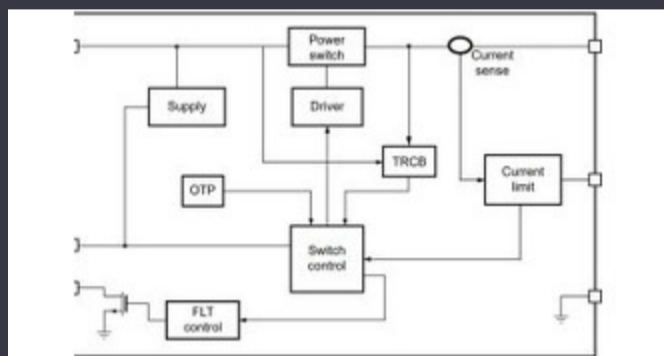 Power
switch
Current
sense
Supply
Driver
TRCB
Current
limit
OTP
Switch
control
FLT
control